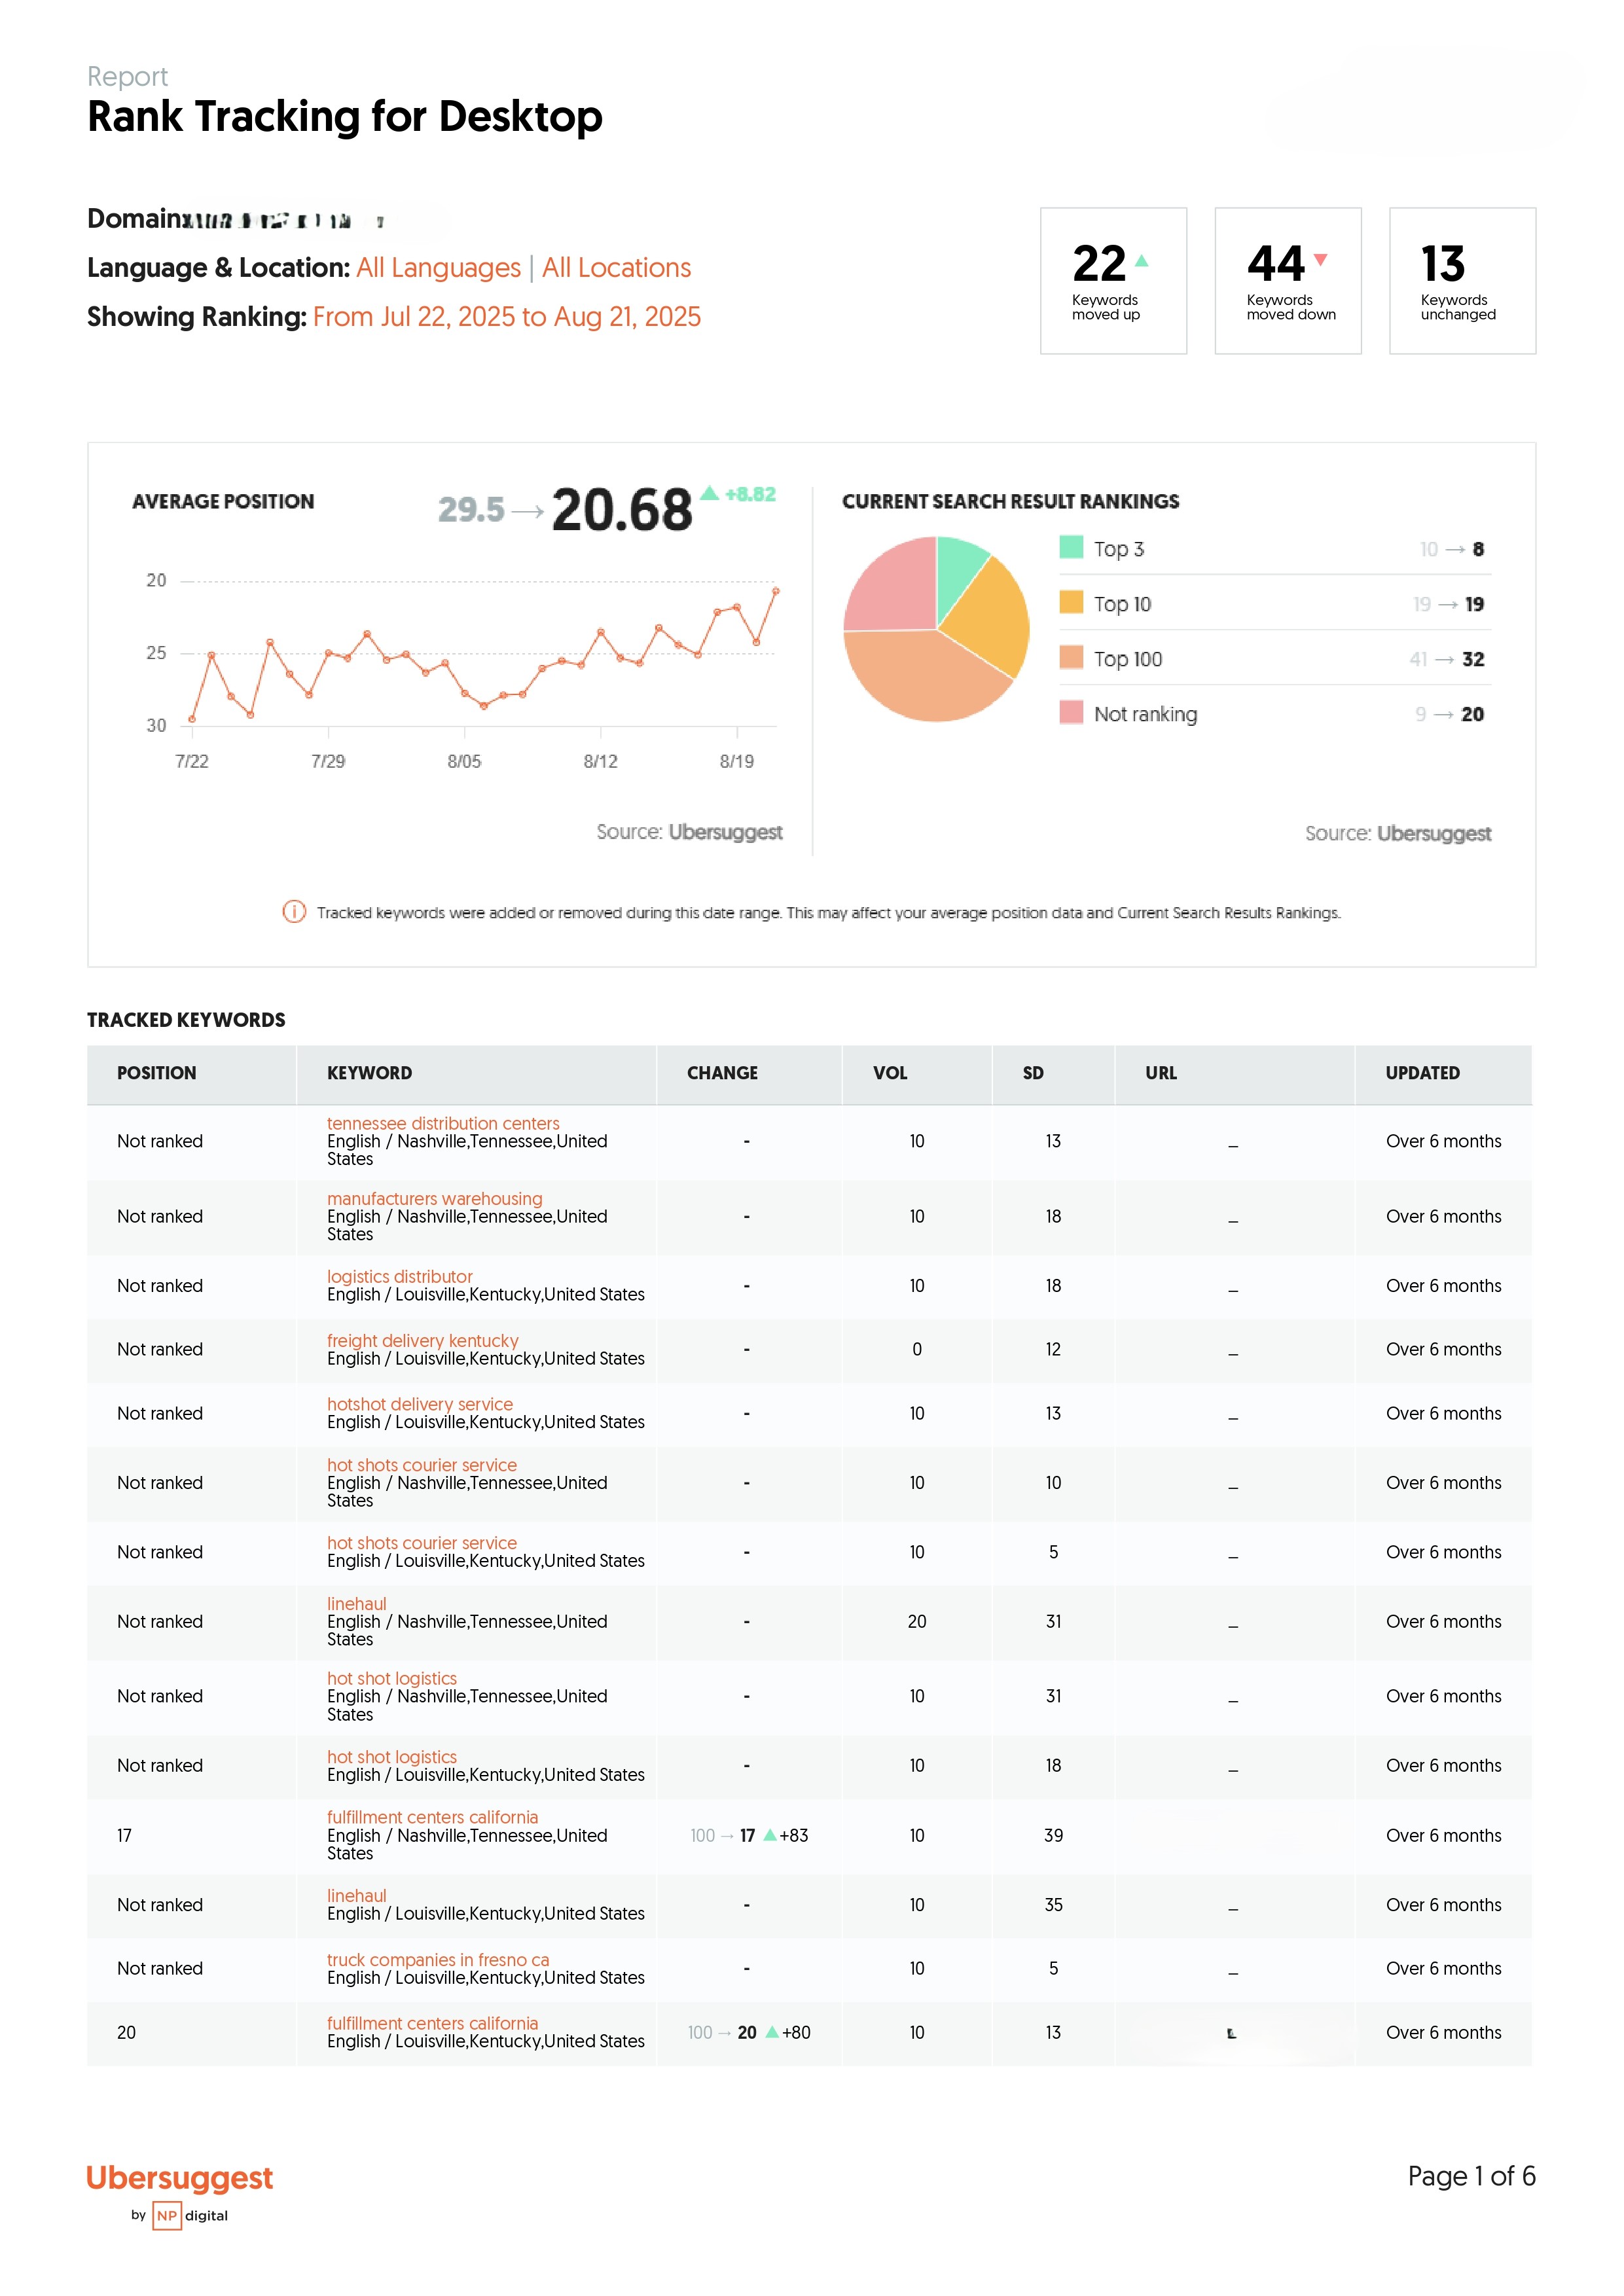 Report
Rank Tracking for Desktop
Domain:
Language & Location: All Languages | All Locations
Showing Ranking: From Jul 22, 2025 to Aug 21, 2025
22 ▲
Keywords
moved up
44 ▼
Keywords
moved down
13
Keywords
unchanged
AVERAGE POSITION 29.5 → 20.68 ▲ +8.82
20
25
30
7/22 7/29 8/05 8/12 8/19
Source: Ubersuggest
CURRENT SEARCH RESULT RANKINGS
Top 3 10 → 8
Top 10 19 → 19
Top 100 41 → 32
Not ranking 9 → 20
Source: Ubersuggest
Tracked keywords were added or removed during this date range. This may affect your average position data and Current Search Results Rankings.
TRACKED KEYWORDS
POSITION KEYWORD CHANGE VOL SD URL UPDATED
tennessee distribution centers
Not ranked English / Nashville,Tennessee,United - 10 13 _ Over 6 months
States
manufacturers warehousing
Not ranked English / Nashville,Tennessee,United - 10 18 _ Over 6 months
States
logistics distributor
Not ranked English / Louisville,Kentucky,United States - 10 18 _ Over 6 months
freight delivery kentucky
Not ranked English / Louisville,Kentucky,United States - 0 12 _ Over 6 months
hotshot delivery service
Not ranked English / Louisville,Kentucky,United States - 10 13 _ Over 6 months
hot shots courier service
Not ranked English / Nashville,Tennessee,United - 10 10 _ Over 6 months
States
hot shots courier service
Not ranked English / Louisville,Kentucky,United States - 10 5 _ Over 6 months
linehaul
Not ranked English / Nashville,Tennessee,United - 20 31 _ Over 6 months
States
hot shot logistics
Not ranked English / Nashville,Tennessee,United - 10 31 _ Over 6 months
States
hot shot logistics
Not ranked English / Louisville,Kentucky,United States - 10 18 _ Over 6 months
fulfillment centers california
17 English / Nashville,Tennessee,United 100 → 17 ▲+83 10 39 Over 6 months
States
linehaul
Not ranked English / Louisville,Kentucky,United States - 10 35 _ Over 6 months
truck companies in fresno ca
Not ranked English / Louisville,Kentucky,United States - 10 5 _ Over 6 months
fulfillment centers california
20 English / Louisville,Kentucky,United States 100 → 20 ▲+80 10 13 Over 6 months
Ubersuggest
by NP digital
Page 1 of 6